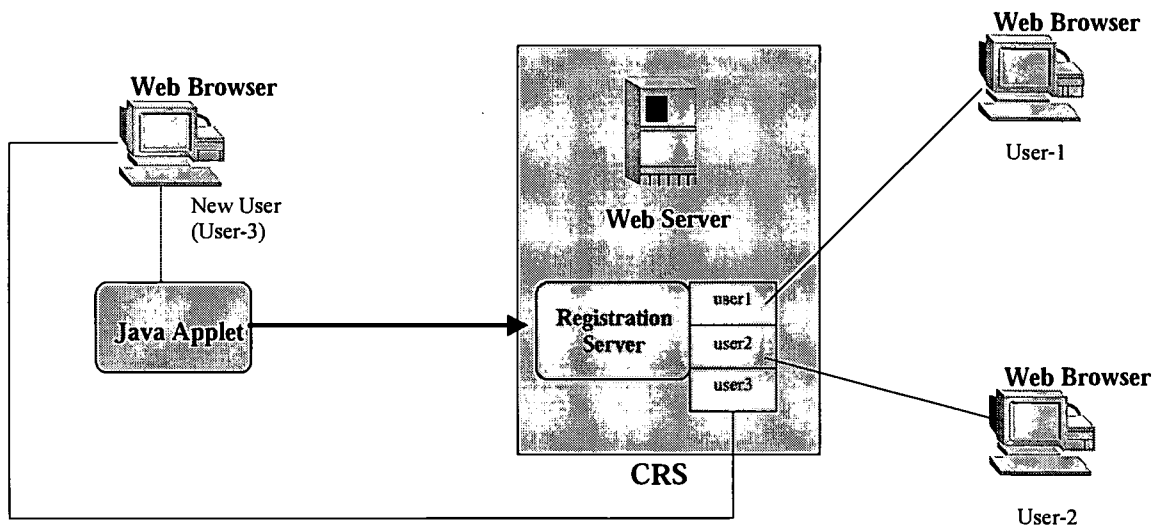 Web Browser
New User
(User-3)
Java Applet
Web Server
Registration
Server
user1
user2
user3
CRS
Web Browser
User-1
Web Browser
User-2